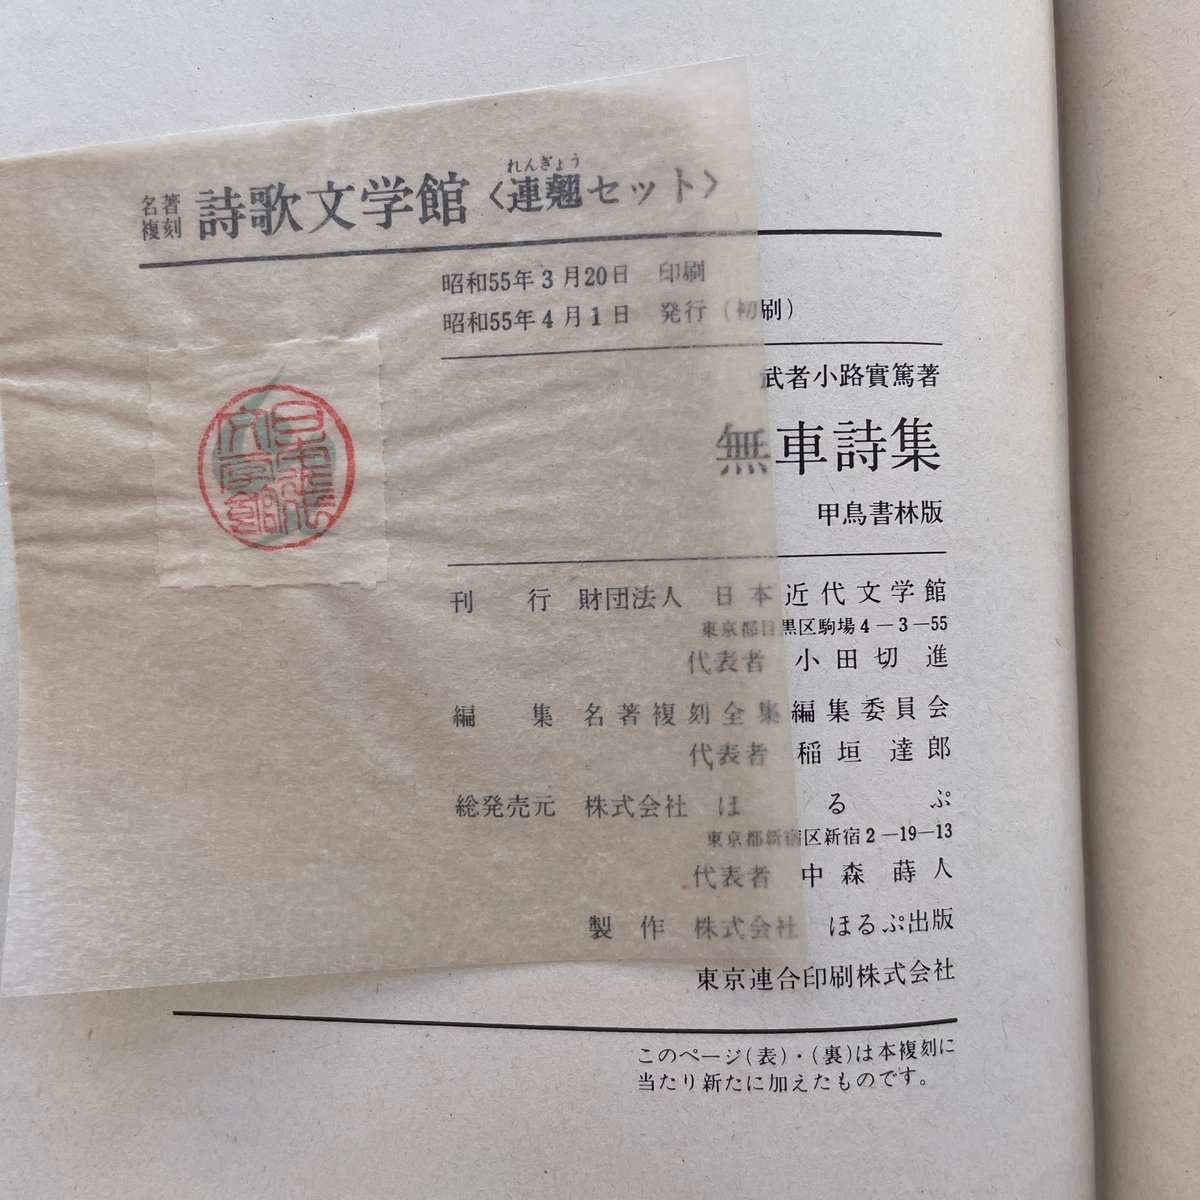 名著複刻 詩歌文学館〈連翹セット〉
れんぎょう
昭和55年3月20日 印刷
昭和55年4月1日 発行(初刷)
武者小路實篤著
無車詩集
甲鳥書林版
刊 行 財団法人 日本近代文学館
東京都目黒区駒場4-3-55
代表者 小田切 進
編 集 名著複刻全集編集委員会
代表者 稲垣 達郎
総発売元 株式会社 ほるぷ
東京都新宿区新宿2-19-13
代表者 中森 蒔人
製 作 株式会社 ほるぷ出版
東京連合印刷株式会社
このページ(表)・(裏)は本複刻に
当たり新たに加えたものです。